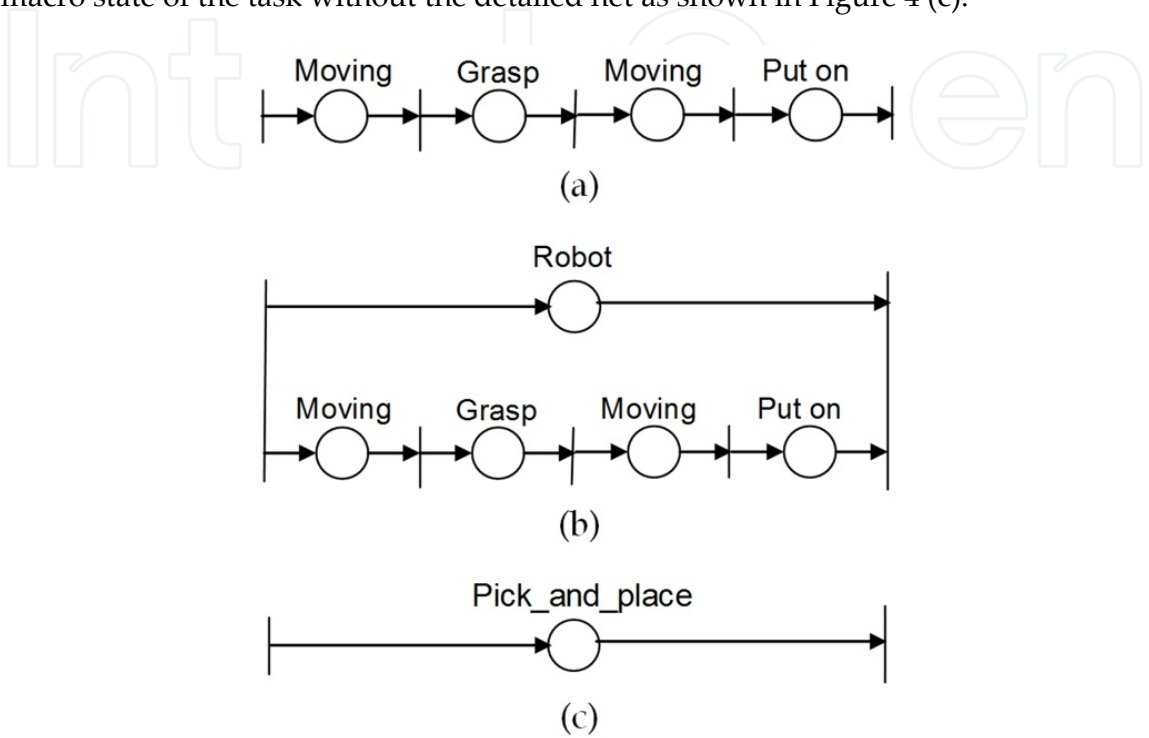 macro state of the task without the detailed net as shown in Figure 4 (c).
Moving Grasp Moving Put on
(a)
Robot
Moving Grasp Moving Put on
(b)
Pick_and_place
(c)